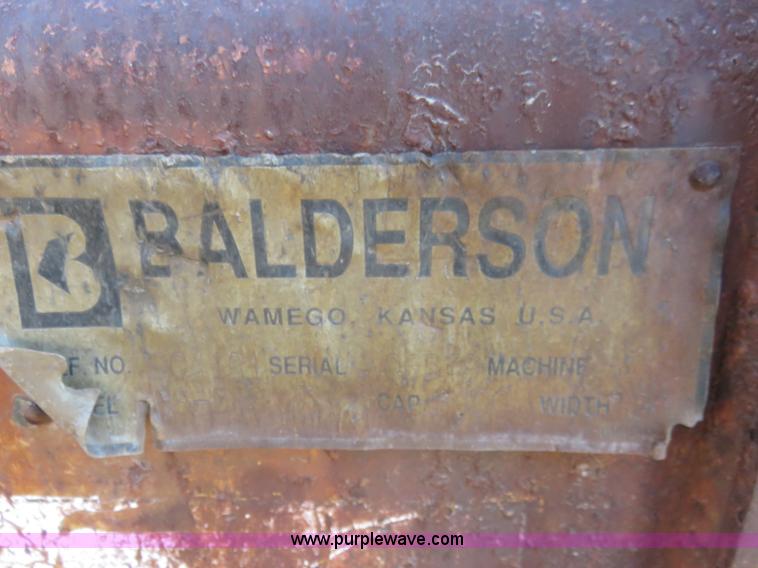 B BALDERSON
WAMEGO, KANSAS U.S.A.
F. NO. SERIAL MACHINE
EL CAP. WIDTH
www.purplewave.com